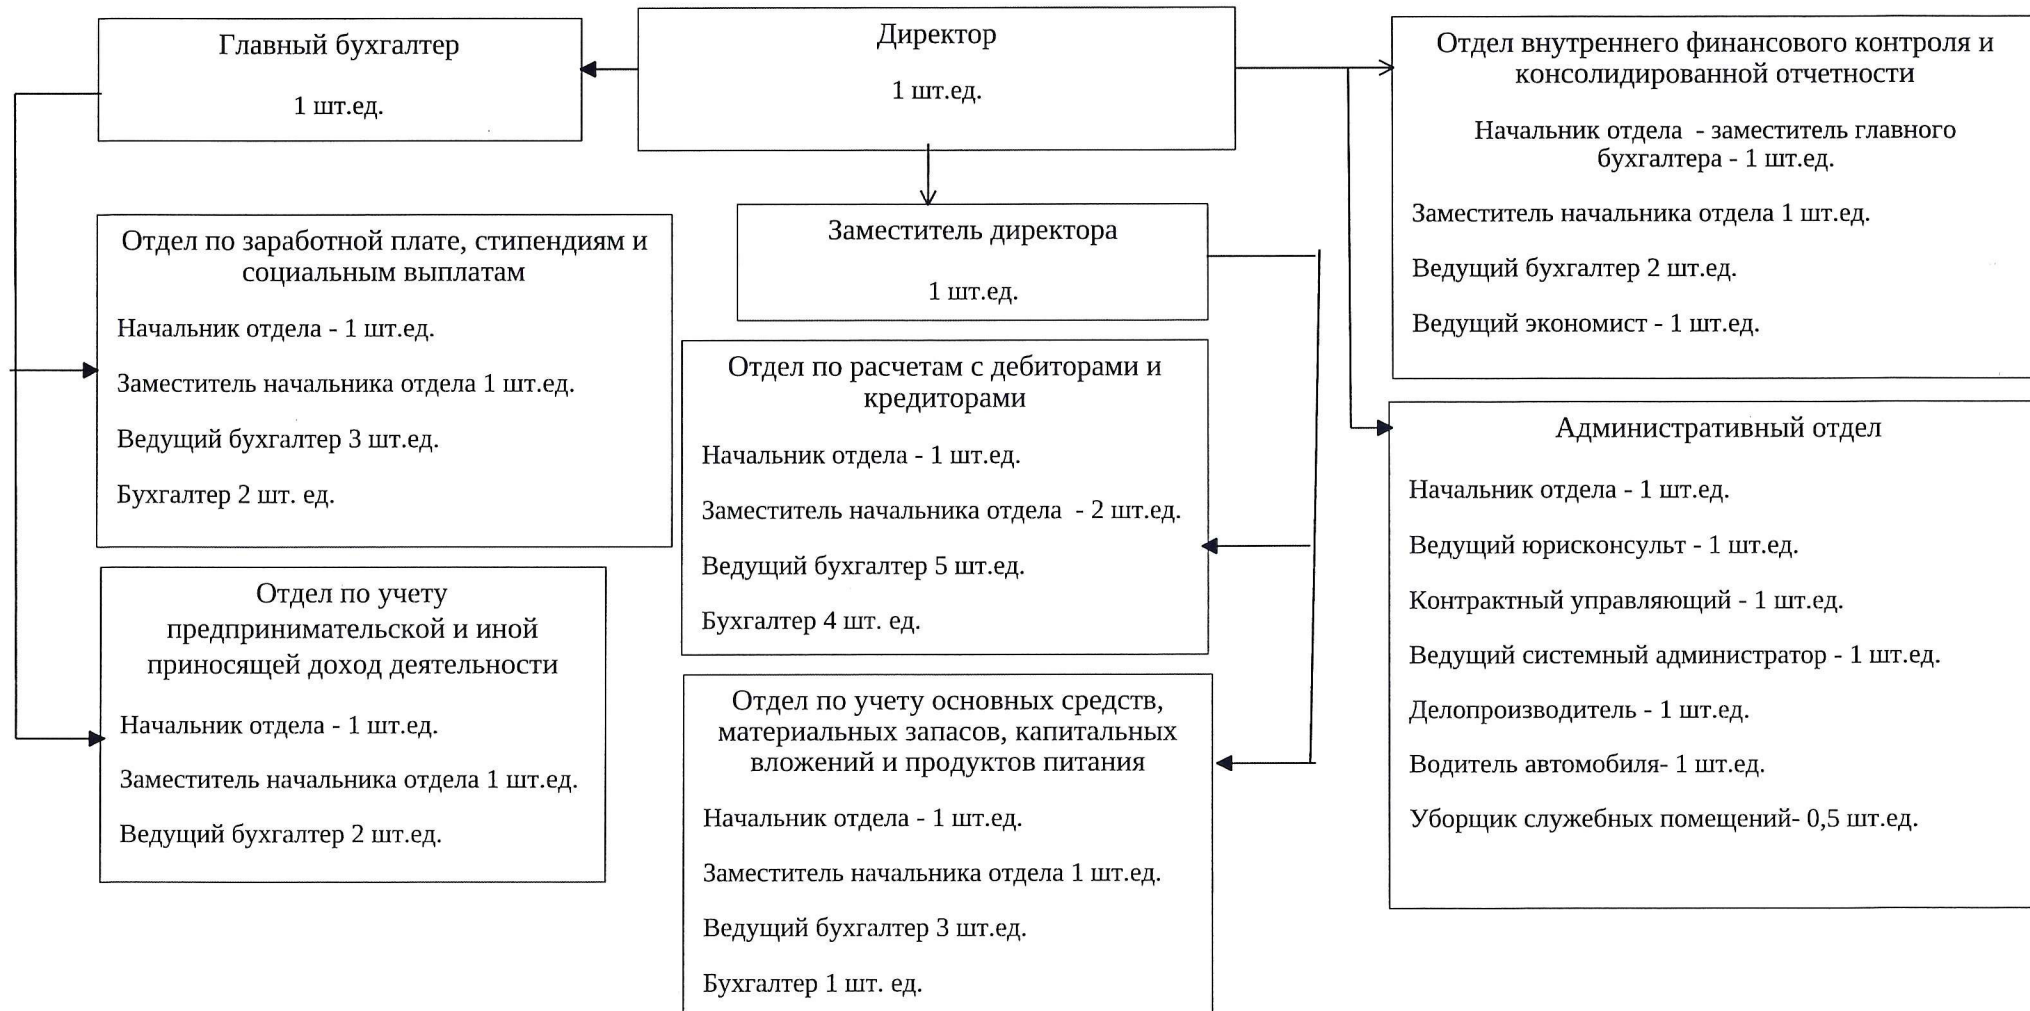 Главный бухгалтер
1 шт.ед.
Директор
1 шт.ед.
Отдел внутреннего финансового контроля и
консолидированной отчетности
Начальник отдела - заместитель главного
бухгалтера - 1 шт.ед.
Заместитель начальника отдела 1 шт.ед.
Ведущий бухгалтер 2 шт.ед.
Ведущий экономист - 1 шт.ед.
Отдел по заработной плате, стипендиям и
социальным выплатам
Начальник отдела - 1 шт.ед.
Заместитель начальника отдела 1 шт.ед.
Ведущий бухгалтер 3 шт.ед.
Бухгалтер 2 шт. ед.
Заместитель директора
1 шт.ед.
Отдел по расчетам с дебиторами и
кредиторами
Начальник отдела - 1 шт.ед.
Заместитель начальника отдела - 2 шт.ед.
Ведущий бухгалтер 5 шт.ед.
Бухгалтер 4 шт. ед.
Административный отдел
Начальник отдела - 1 шт.ед.
Ведущий юрисконсульт - 1 шт.ед.
Контрактный управляющий - 1 шт.ед.
Ведущий системный администратор - 1 шт.ед.
Делопроизводитель - 1 шт.ед.
Водитель автомобиля- 1 шт.ед.
Уборщик служебных помещений- 0,5 шт.ед.
Отдел по учету
предпринимательской и иной
приносящей доход деятельности
Начальник отдела - 1 шт.ед.
Заместитель начальника отдела 1 шт.ед.
Ведущий бухгалтер 2 шт.ед.
Отдел по учету основных средств,
материальных запасов, капитальных
вложений и продуктов питания
Начальник отдела - 1 шт.ед.
Заместитель начальника отдела 1 шт.ед.
Ведущий бухгалтер 3 шт.ед.
Бухгалтер 1 шт. ед.